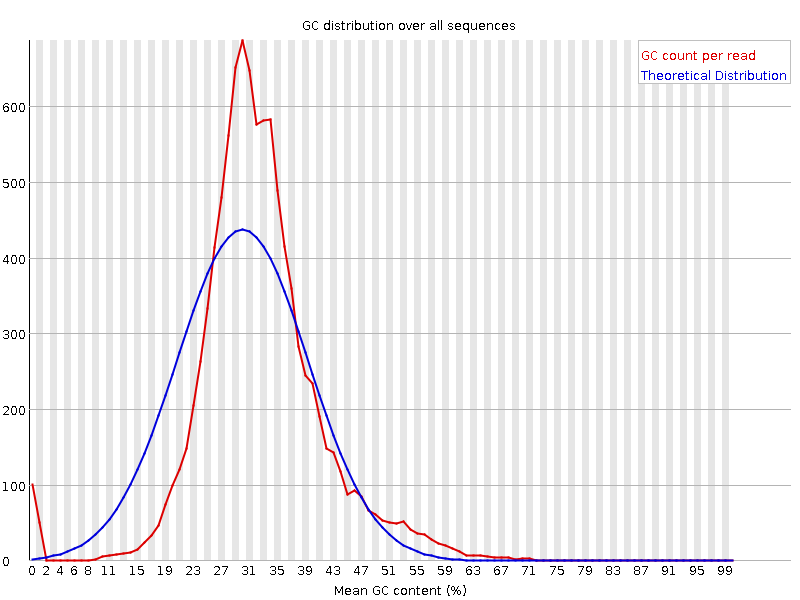 GC distribution over all sequences
GC count per read
Theoretical Distribution
600
500
400
300
200
100
0
0 2 4 6 8 11 15 19 23 27 31 35 39 43 47 51 55 59 63 67 71 75 79 83 87 91 95 99
Mean GC content (%)